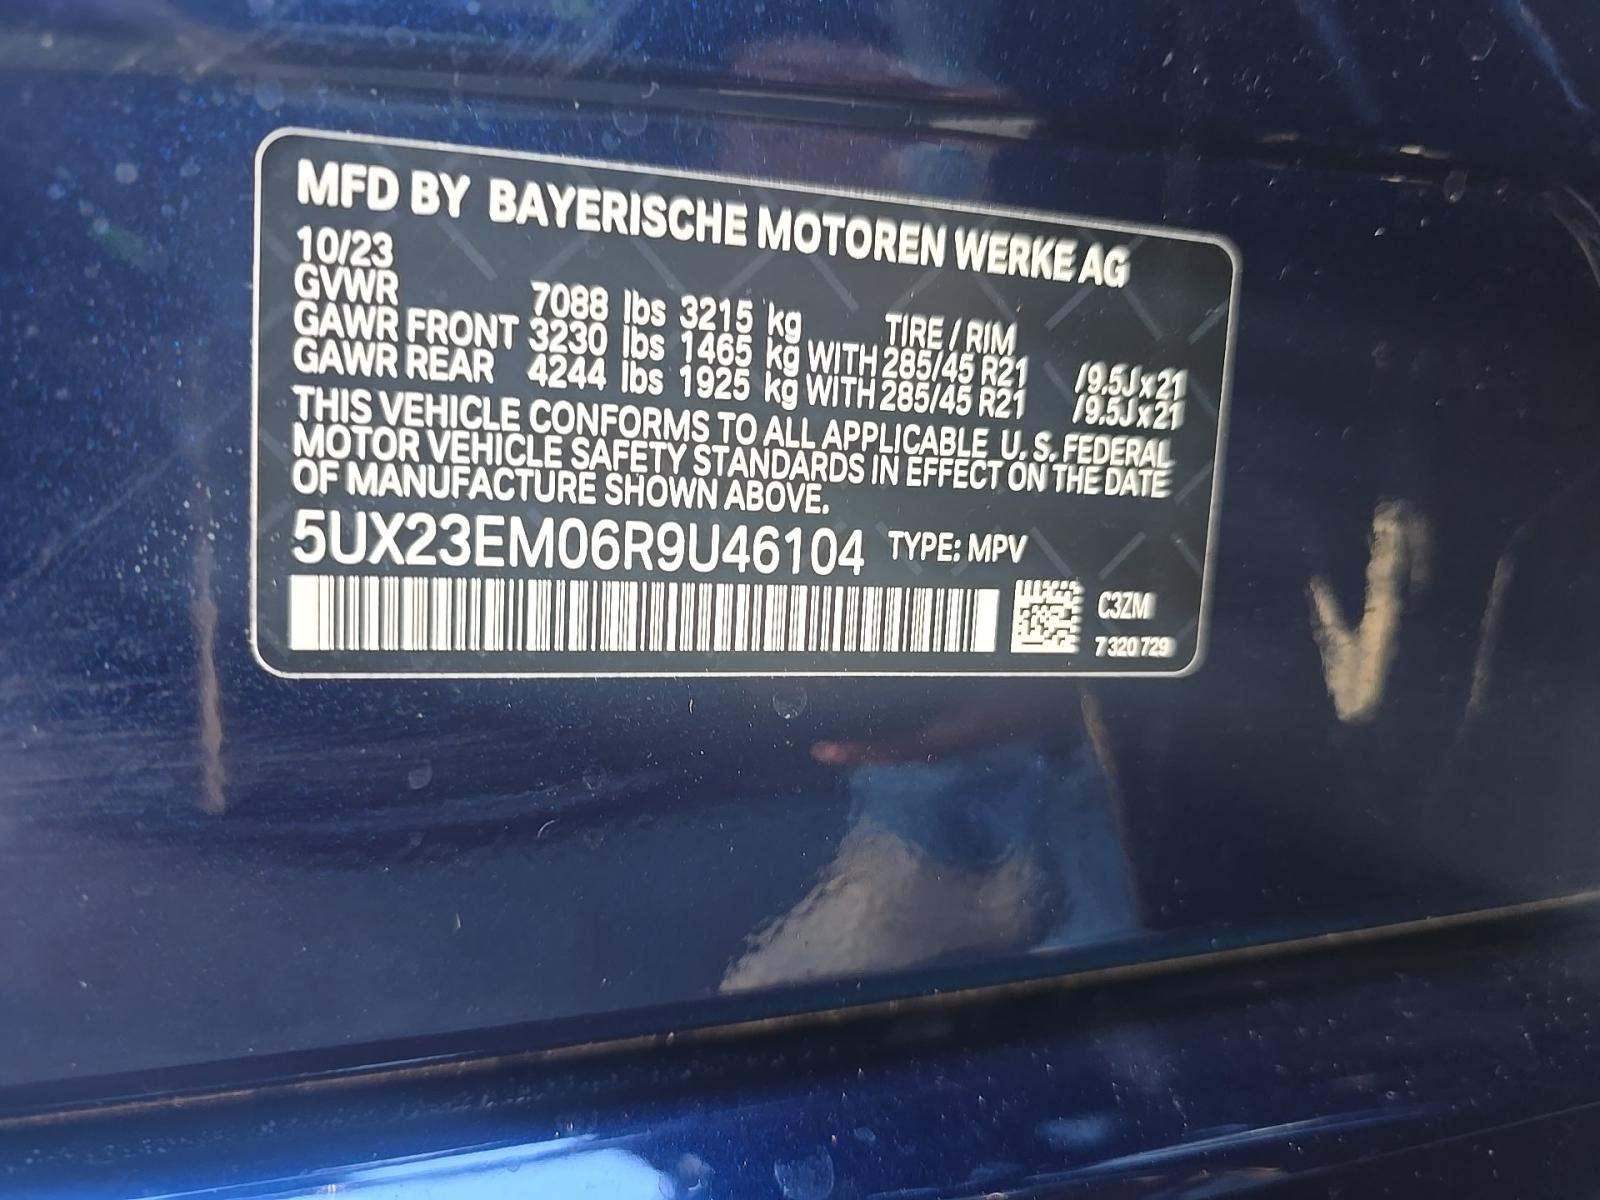 MFD BY BAYERISCHE MOTOREN WERKE AG
10/23
GVWR 7088 lbs 3215 kg TIRE / RIM
GAWR FRONT 3230 lbs 1465 kg WITH 285/45 R21 /9.5Jx21
GAWR REAR 4244 lbs 1925 kg WITH 285/45 R21 /9.5Jx21
THIS VEHICLE CONFORMS TO ALL APPLICABLE U.S. FEDERAL
MOTOR VEHICLE SAFETY STANDARDS IN EFFECT ON THE DATE
OF MANUFACTURE SHOWN ABOVE.
5UX23EM06R9U46104 TYPE: MPV
C3ZM
7 320 729